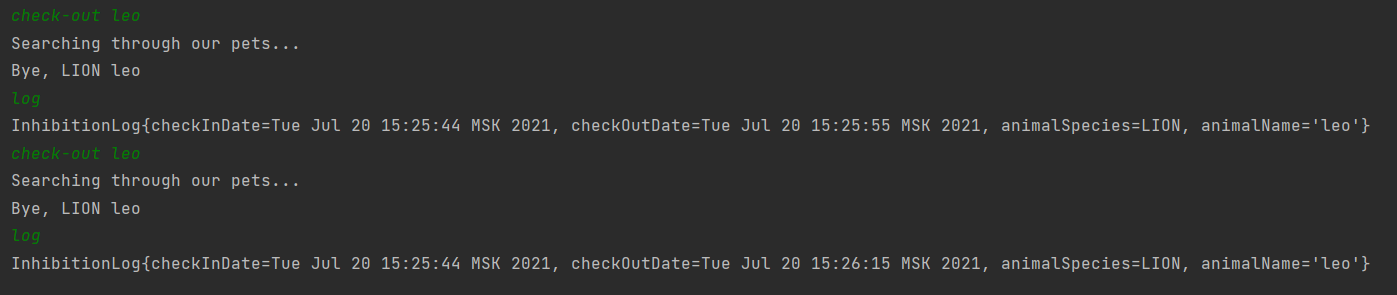 check-out leo
Searching through our pets...
Bye, LION leo
log
InhibitionLog{checkInDate=Tue Jul 20 15:25:44 MSK 2021, checkOutDate=Tue Jul 20 15:25:55 MSK 2021, animalSpecies=LION, animalName='leo'}
check-out leo
Searching through our pets...
Bye, LION leo
log
InhibitionLog{checkInDate=Tue Jul 20 15:25:44 MSK 2021, checkOutDate=Tue Jul 20 15:26:15 MSK 2021, animalSpecies=LION, animalName='leo'}